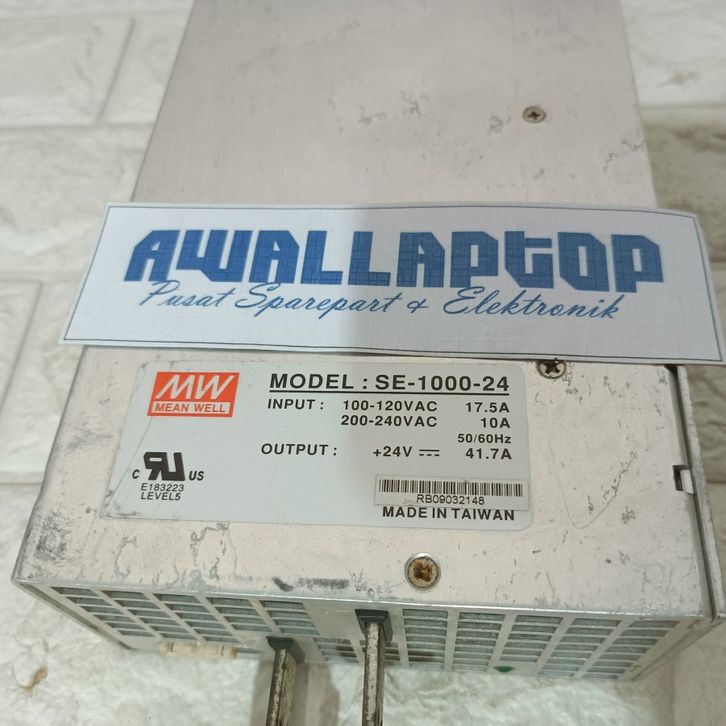 AWALLAPTOP
Pusat Sparepart & Elektronik
MW
MEAN WELL
MODEL : SE-1000-24
INPUT : 100-120VAC 17.5A
200-240VAC 10A
50/60Hz
OUTPUT : +24V ⎓ 41.7A
C RU US
E183223
LEVEL5
RB09032148
MADE IN TAIWAN